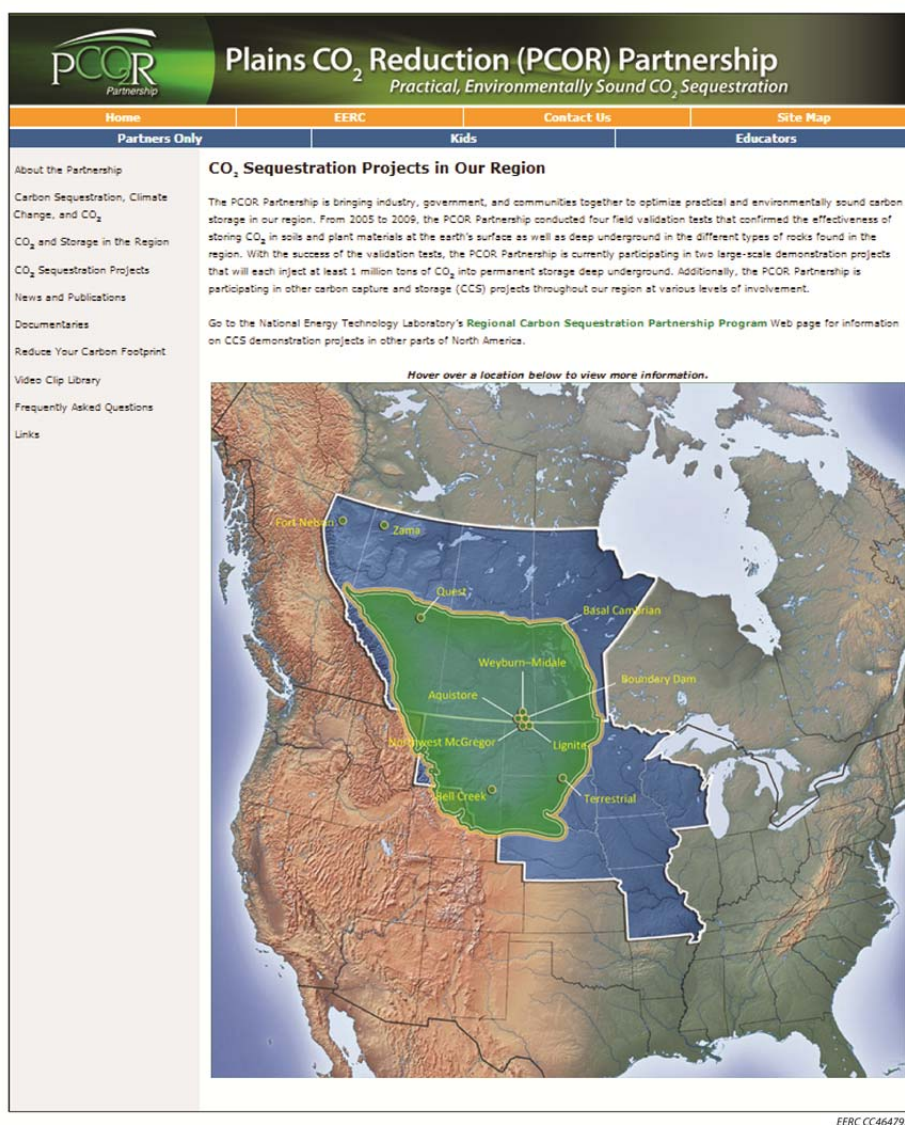 PCOR
Partnership
Plains CO₂ Reduction (PCOR) Partnership
Practical, Environmentally Sound CO₂ Sequestration
Home EERC Contact Us Site Map
Partners Only Kids Educators
About the Partnership
Carbon Sequestration, Climate
Change, and CO₂
CO₂ and Storage in the Region
CO₂ Sequestration Projects
News and Publications
Documentaries
Reduce Your Carbon Footprint
Video Clip Library
Frequently Asked Questions
Links
CO₂ Sequestration Projects in Our Region
The PCOR Partnership is bringing industry, government, and communities together to optimize practical and environmentally sound carbon
storage in our region. From 2005 to 2009, the PCOR Partnership conducted four field validation tests that confirmed the effectiveness of
storing CO₂ in soils and plant materials at the earth's surface as well as deep underground in the different types of rocks found in the
region. With the success of the validation tests, the PCOR Partnership is currently participating in two large-scale demonstration projects
that will each inject at least 1 million tons of CO₂ into permanent storage deep underground. Additionally, the PCOR Partnership is
participating in other carbon capture and storage (CCS) projects throughout our region at various levels of involvement.
Go to the National Energy Technology Laboratory's Regional Carbon Sequestration Partnership Program Web page for information
on CCS demonstration projects in other parts of North America.
Hover over a location below to view more information.
Fort Nelson
Zama
Quest
Basal Cambrian
Weyburn–Midale
Boundary Dam
Aquistore
Northwest McGregor
Lignite
Bell Creek
Terrestrial
EERC CC46479